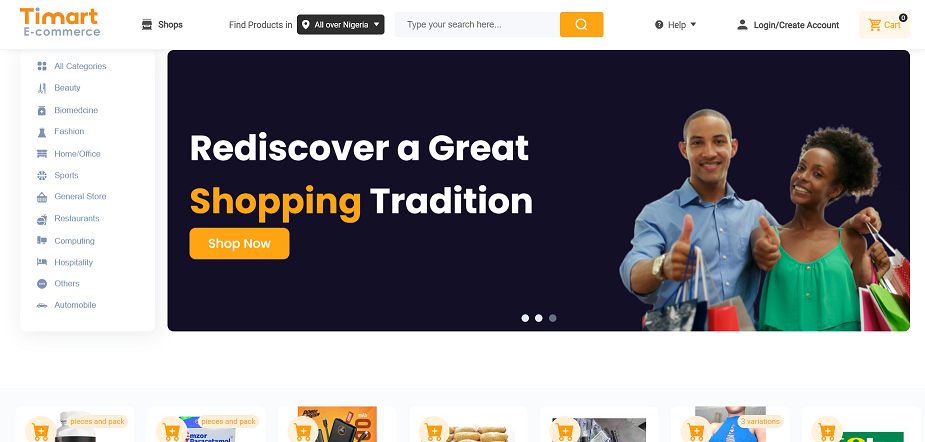 Timart
E-commerce
Shops
Find Products in
All over Nigeria
Type your search here...
Help
Login/Create Account
Cart
0
All Categories
Beauty
Biomedcine
Fashion
Home/Office
Sports
General Store
Restaurants
Computing
Hospitality
Others
Automobile
Rediscover a Great
Shopping Tradition
Shop Now
pieces and pack
pieces and pack
3 variations
mzor
Paracetamol